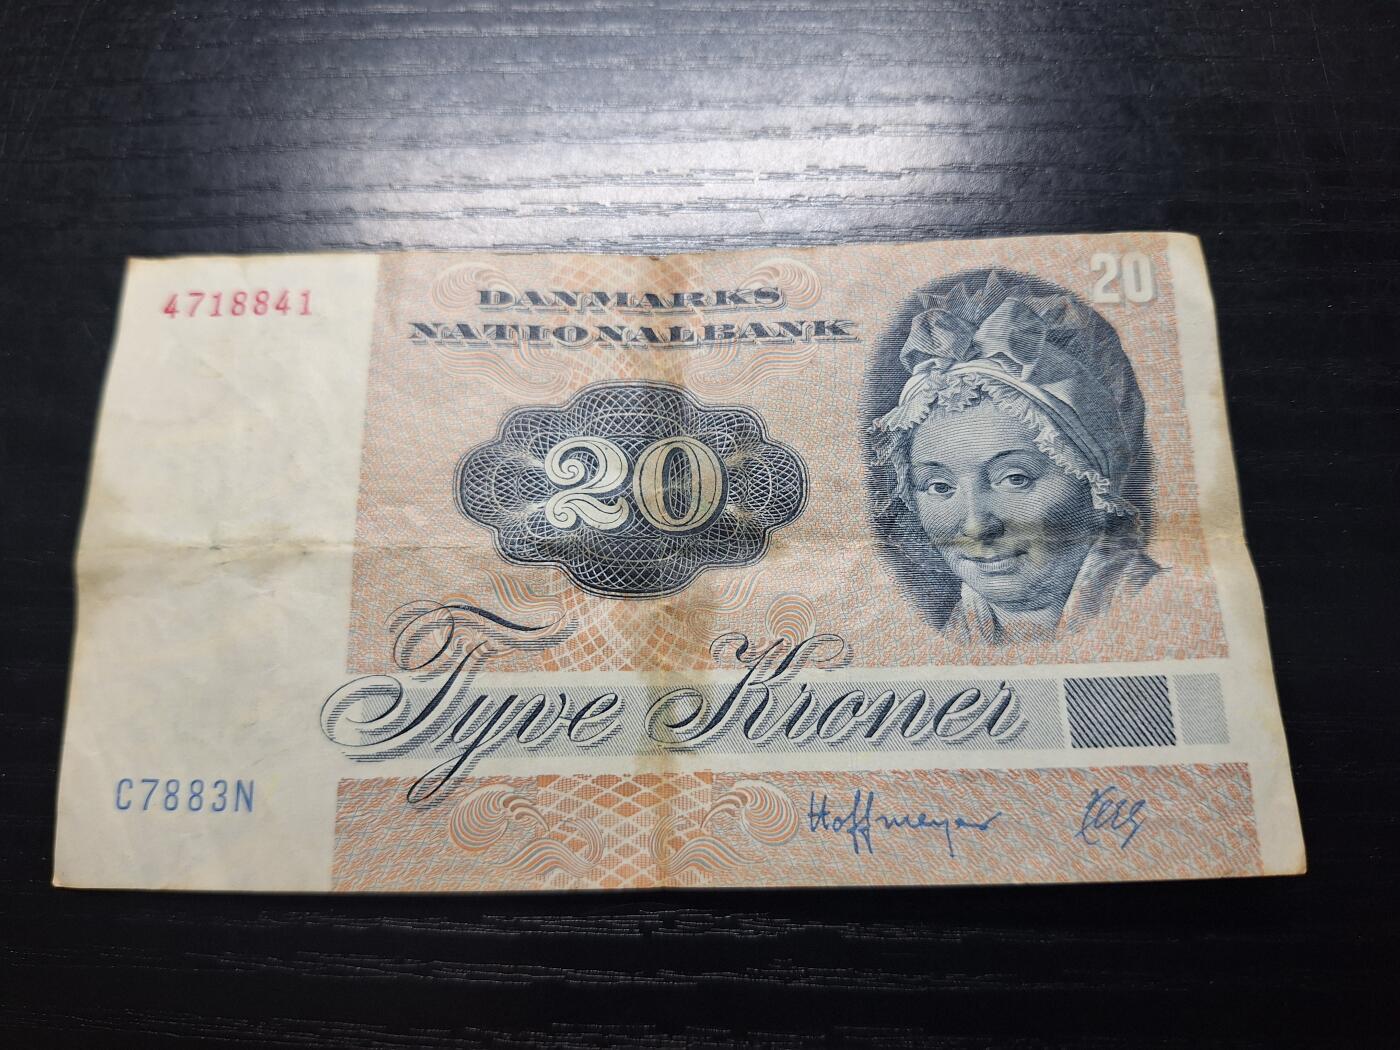 4718841
DANMARKS
NATIONALBANK
20
20
Tyve Kroner
C7883N
Hoffmeyer